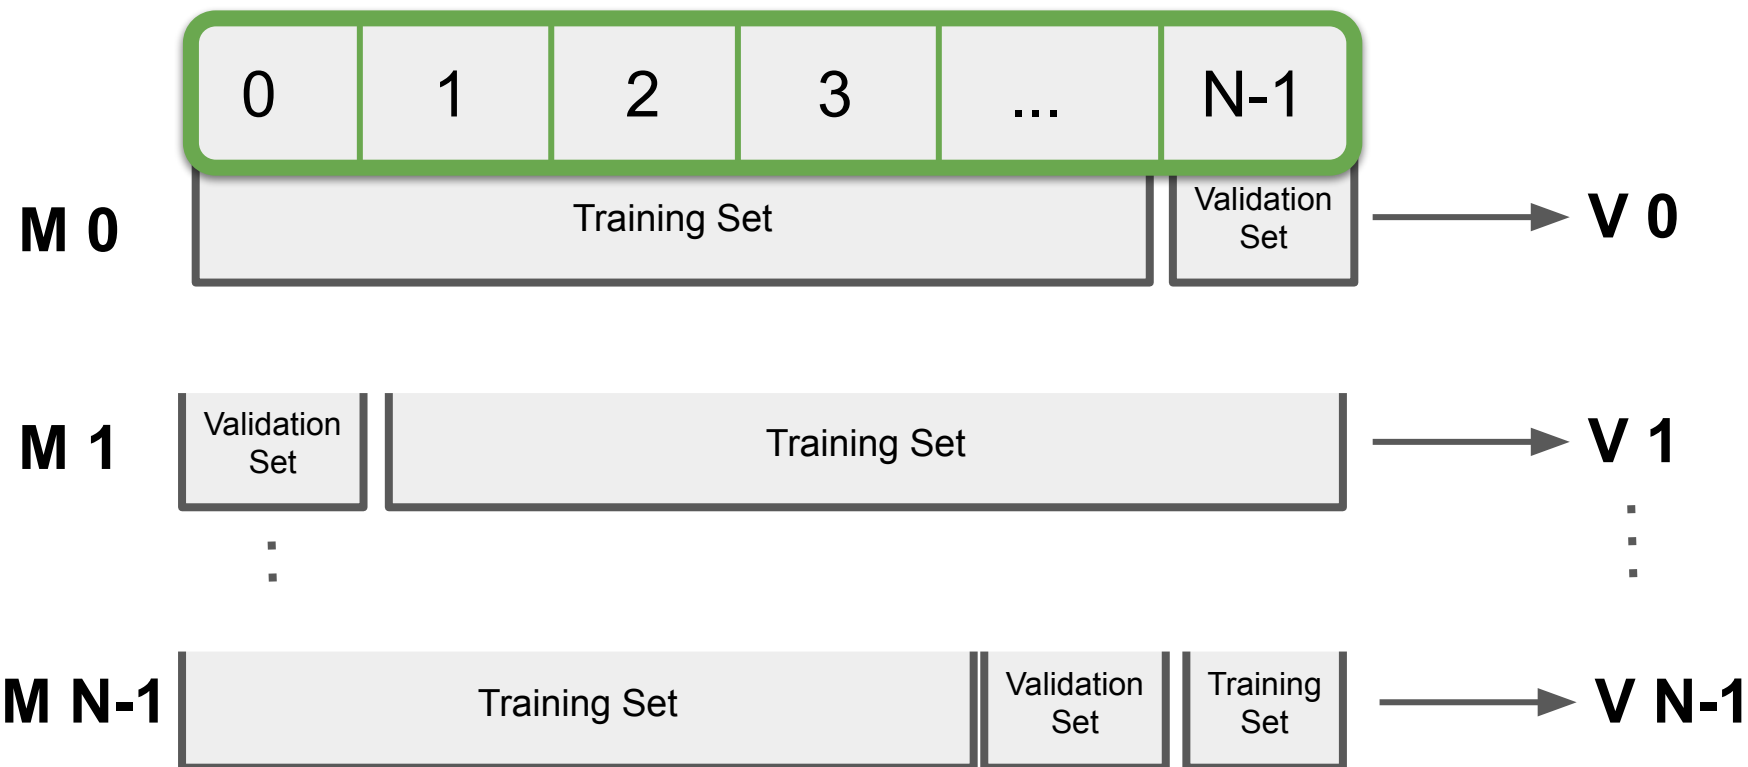 0 1 2 3 ... N-1
M 0 Training Set Validation V 0
Set
M 1 Validation Training Set V 1
Set
M N-1 Training Set Validation Training V N-1
Set Set